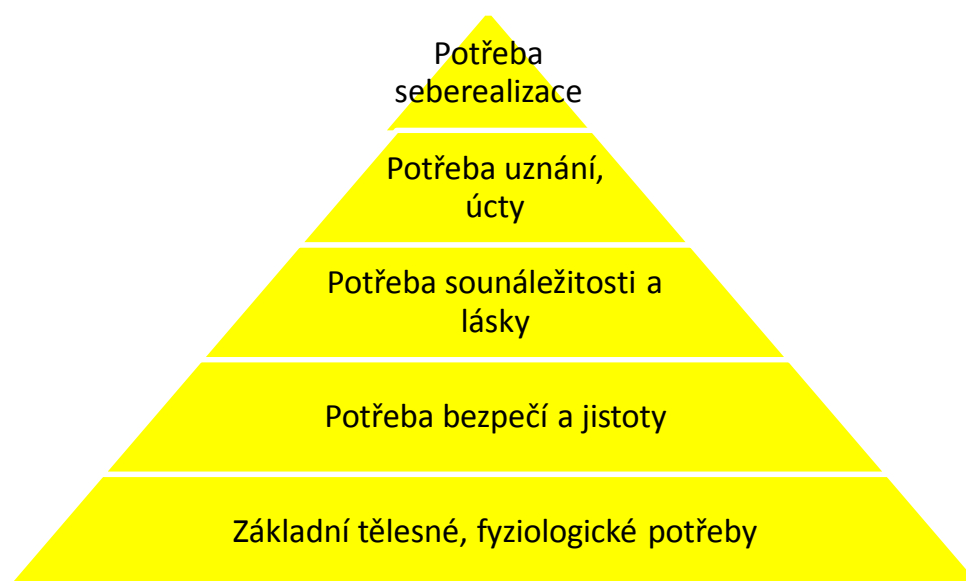 Potřeba
seberealizace
Potřeba uznání,
úcty
Potřeba sounáležitosti a
lásky
Potřeba bezpečí a jistoty
Základní tělesné, fyziologické potřeby